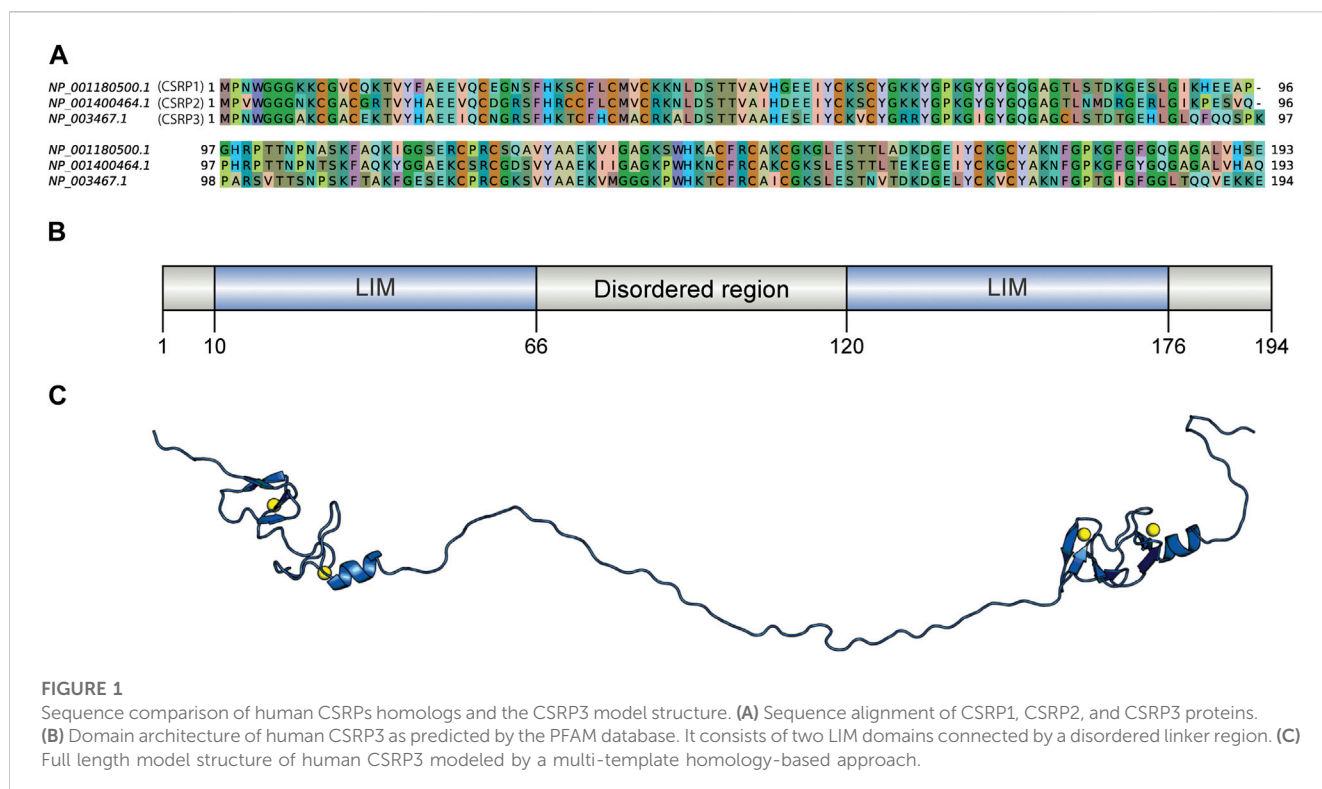 A
NP_001180500.1 (CSRP1) 1 MPNWGGGKKCGVCQKTVYFAEEVQCEGNSFHKSCFLCMVCKKNLDSTTVAVHGEEIYCKSCYGKKYGPKGYGYGQGAGTLSTDKGESLGIKHEEAP- 96
NP_001400464.1 (CSRP2) 1 MPVWGGGNKCGACGRTVYHAEEVQCDGRSFHRCCFLCMVCRKNLDSTTVAIHDEEIYCKSCYGKKYGPKGYGYGQGAGTLNMDRGERLGIKPESVQ- 96
NP_003467.1 (CSRP3) 1 MPNWGGGAKCGACEKTVYHAEEIQCNGRSFHKTCFHCMACRKALDSTTVAAHESEIYCKVCYGRRYGPKGIGYGQGAGCLSTDTGEHLGLQFQQSPK 97
NP_001180500.1 97 GHRPTTNPNASKFAQKIGGSERCPRCSQAVYAAEKVIGAGKSWHKACFRCAKCGKGLESTTLADKDGEIYCKGCYAKNFGPKGFGFGQGAGALVHSE 193
NP_001400464.1 97 PHRPTTNPNTSKFAQKYGGAEKCSRCGDSVYAAEKIIGAGKPWHKNCFRCAKCGKSLESTTLTEKEGEIYCKGCYAKNFGPKGFGYGQGAGALVHAQ 193
NP_003467.1 98 PARSVTTSNPSKFTAKFGESEKCPRCGKSVYAAEKVMGGGKPWHKTCFRCAICGKSLESTNVTDKDGELYCKVCYAKNFGPTGIGFGGLTQQVEKKE 194
B
LIM Disordered region LIM
1 10 66 120 176 194
C
FIGURE 1
Sequence comparison of human CSRPs homologs and the CSRP3 model structure. (A) Sequence alignment of CSRP1, CSRP2, and CSRP3 proteins.
(B) Domain architecture of human CSRP3 as predicted by the PFAM database. It consists of two LIM domains connected by a disordered linker region. (C)
Full length model structure of human CSRP3 modeled by a multi-template homology-based approach.